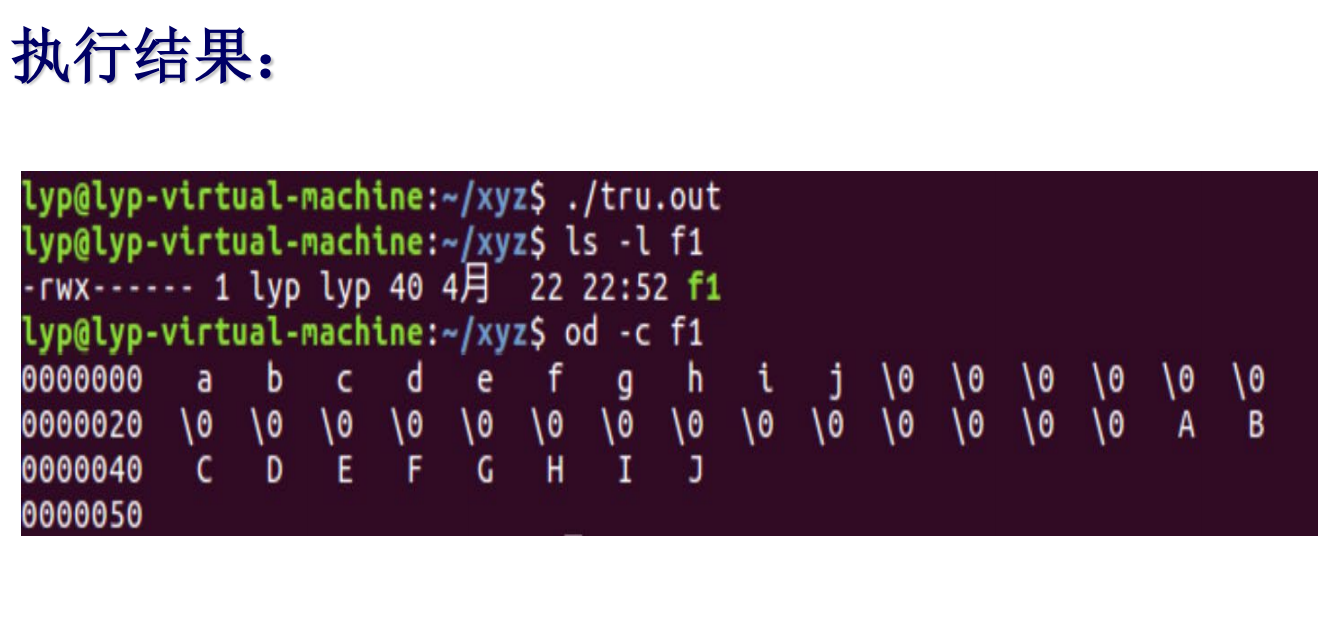 执行结果：
lyp@lyp-virtual-machine:~/xyz$ ./tru.out
lyp@lyp-virtual-machine:~/xyz$ ls -l f1
-rwx------ 1 lyp lyp 40 4月  22 22:52 f1
lyp@lyp-virtual-machine:~/xyz$ od -c f1
0000000   a   b   c   d   e   f   g   h   i   j  \0  \0  \0  \0  \0  \0
0000020  \0  \0  \0  \0  \0  \0  \0  \0  \0  \0  \0  \0  \0  \0   A   B
0000040   C   D   E   F   G   H   I   J
0000050